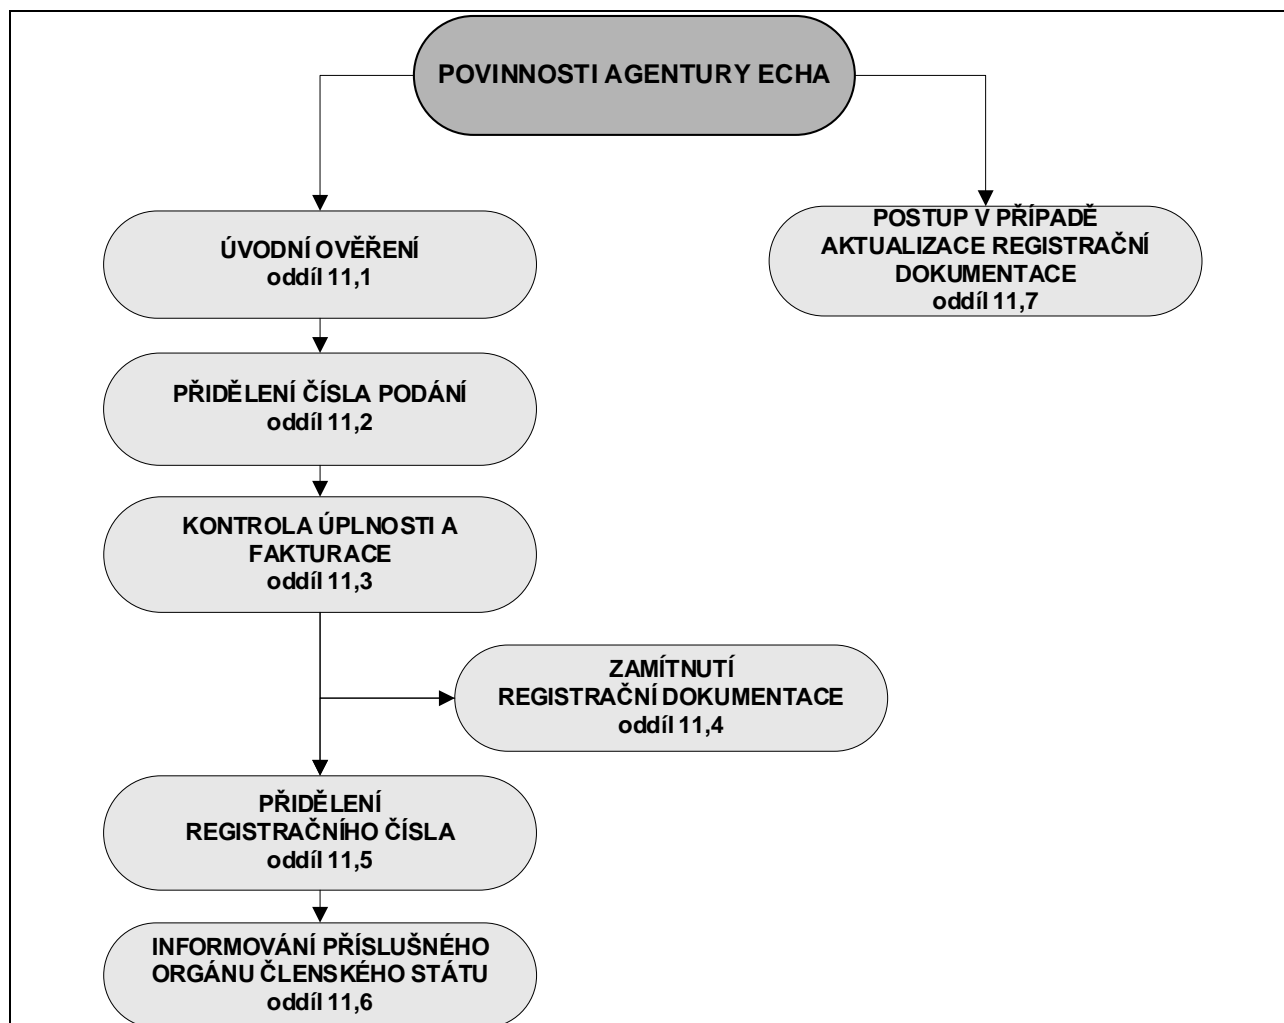 POVINNOSTI AGENTURY ECHA
ÚVODNÍ OVĚŘENÍ
oddíl 11,1
POSTUP V PŘÍPADĚ
AKTUALIZACE REGISTRAČNÍ
DOKUMENTACE
oddíl 11,7
PŘIDĚLENÍ ČÍSLA PODÁNÍ
oddíl 11,2
KONTROLA ÚPLNOSTI A
FAKTURACE
oddíl 11,3
ZAMÍTNUTÍ
REGISTRAČNÍ DOKUMENTACE
oddíl 11,4
PŘIDĚLENÍ
REGISTRAČNÍHO ČÍSLA
oddíl 11,5
INFORMOVÁNÍ PŘÍSLUŠNÉHO
ORGÁNU ČLENSKÉHO STÁTU
oddíl 11,6